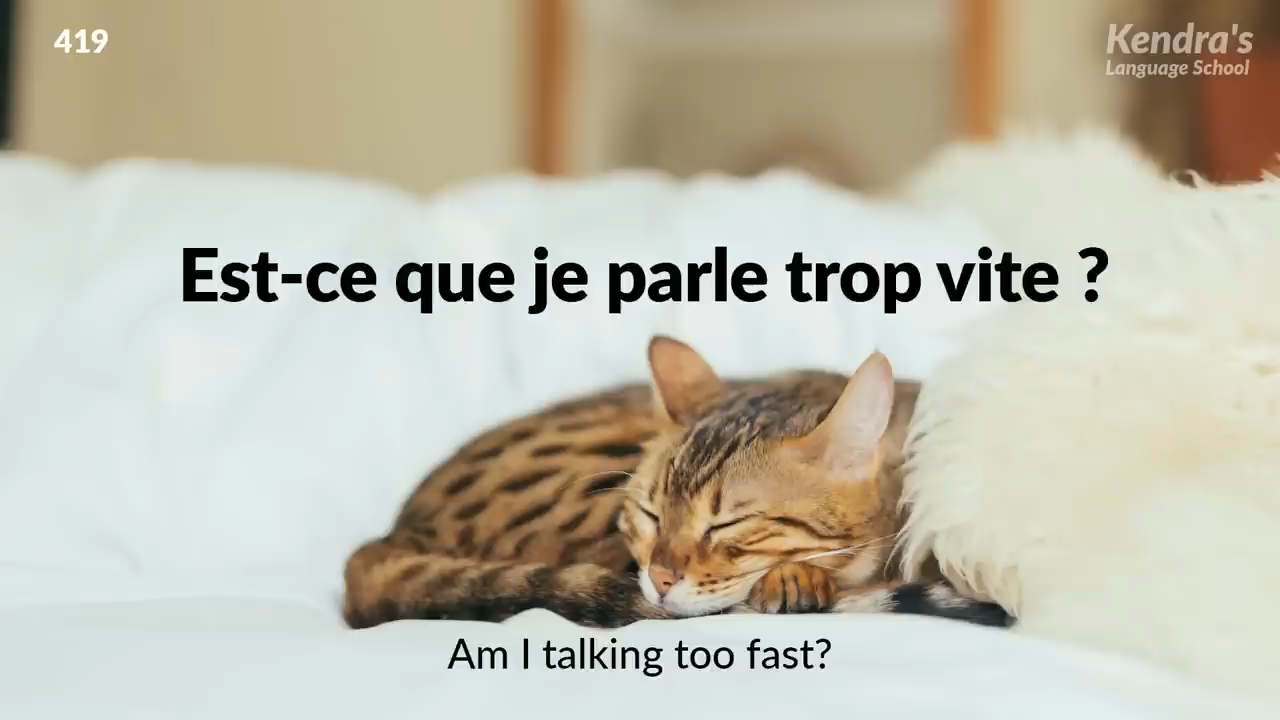 419
Kendra's
Language School
Est-ce que je parle trop vite ?
Am I talking too fast?